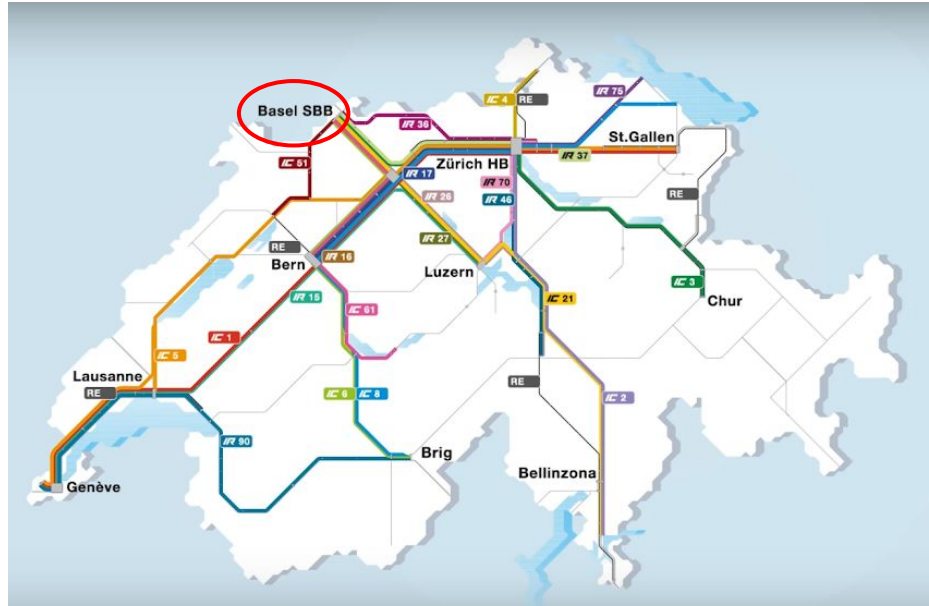 IC 4
RE
IR 75
Basel SBB
IR 36
St.Gallen
IC 51
Zürich HB
IR 37
IR 17
IR 70
IR 26
IR 46
RE
IR 27
RE
Bern
IR 16
Luzern
IC 3
IR 15
IC 21
Chur
IC 61
IC 1
IC 5
Lausanne
RE
RE
IC 6
IC 8
IC 2
IR 90
Brig
Bellinzona
Genève